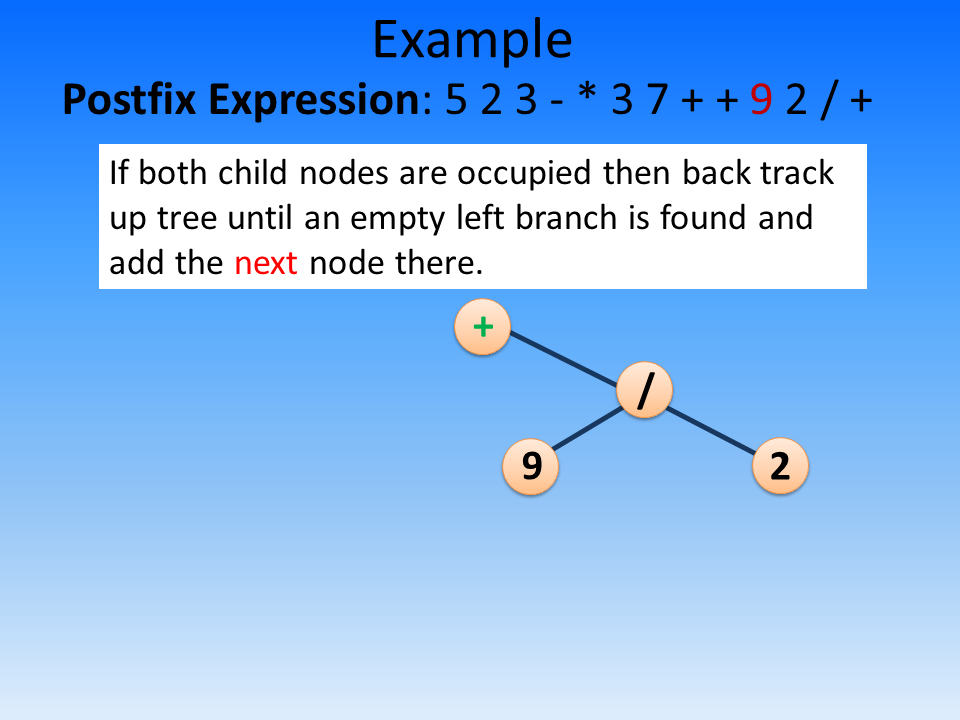 Example
Postfix Expression: 5 2 3 - * 3 7 + + 9 2 / +
If both child nodes are occupied then back track
up tree until an empty left branch is found and
add the next node there.
+
/
9 2